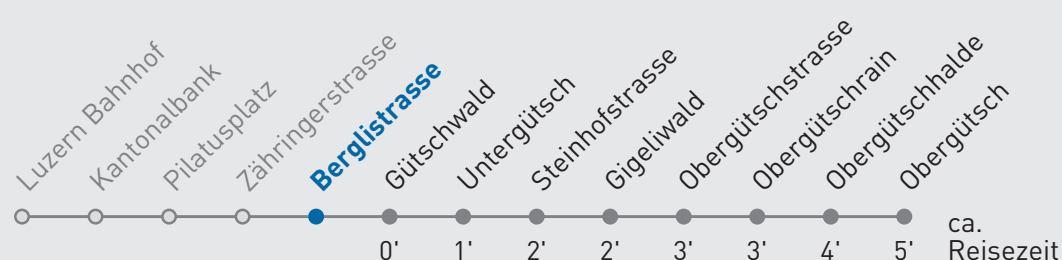 Luzern Bahnhof
Kantonalbank
Pilatusplatz
Zähringerstrasse
Berglistrasse
Gütschwald
Untergütsch
Steinhofstrasse
Gigeliwald
Obergütschstrasse
Obergütschrain
Obergütschhalde
Obergütsch
0' 1' 2' 2' 3' 3' 4' 5'
ca.
Reisezeit